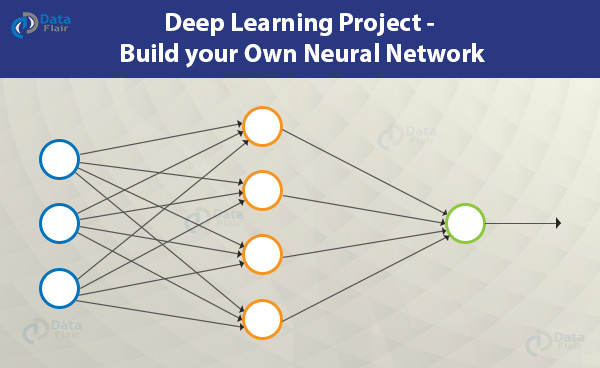 Data
Flair
Deep Learning Project -
Build your Own Neural Network
Data
Flair
Data
Flair
Data
Flair
Data
Flair